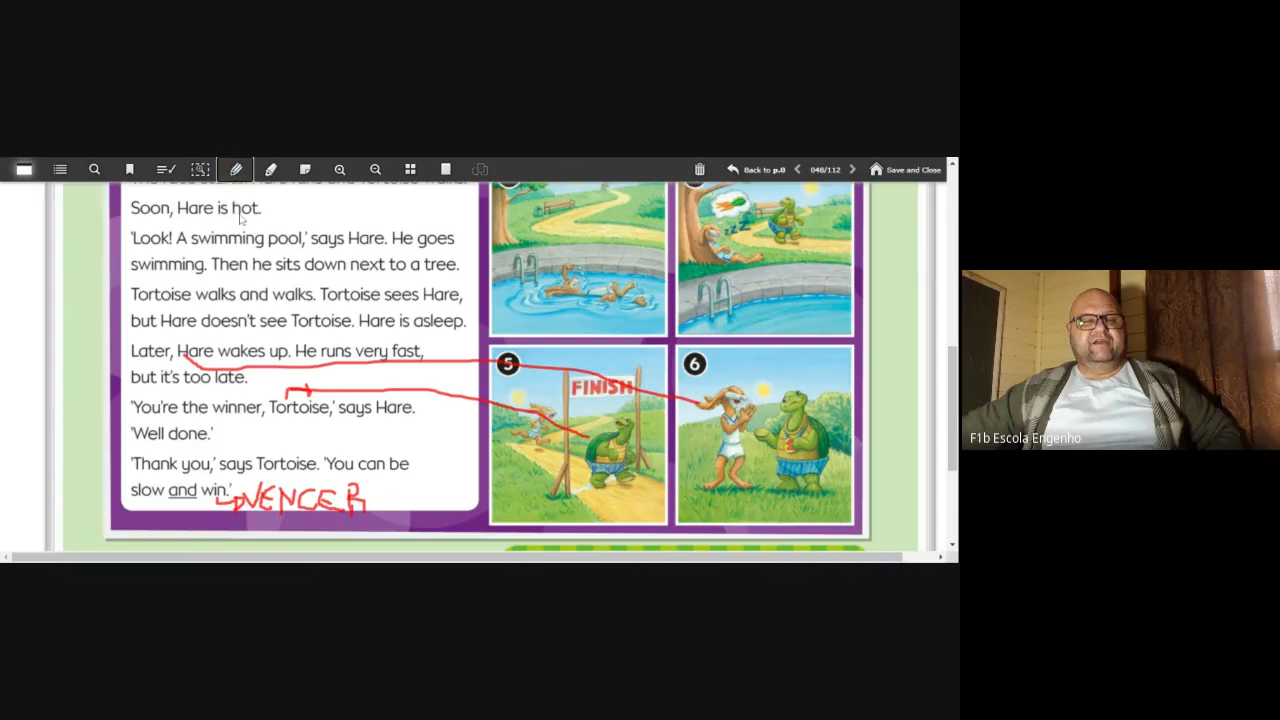 Back to p.0
048/112
Save and Close
Soon, Hare is hot.
'Look! A swimming pool,' says Hare. He goes
swimming. Then he sits down next to a tree.
Tortoise walks and walks. Tortoise sees Hare,
but Hare doesn't see Tortoise. Hare is asleep.
Later, Hare wakes up. He runs very fast,
but it's too late.
'You're the winner, Tortoise,' says Hare.
'Well done.'
'Thank you,' says Tortoise. 'You can be
slow and win.'
VENCER
zzZ
5
FINISH
6
F1b Escola Engenho